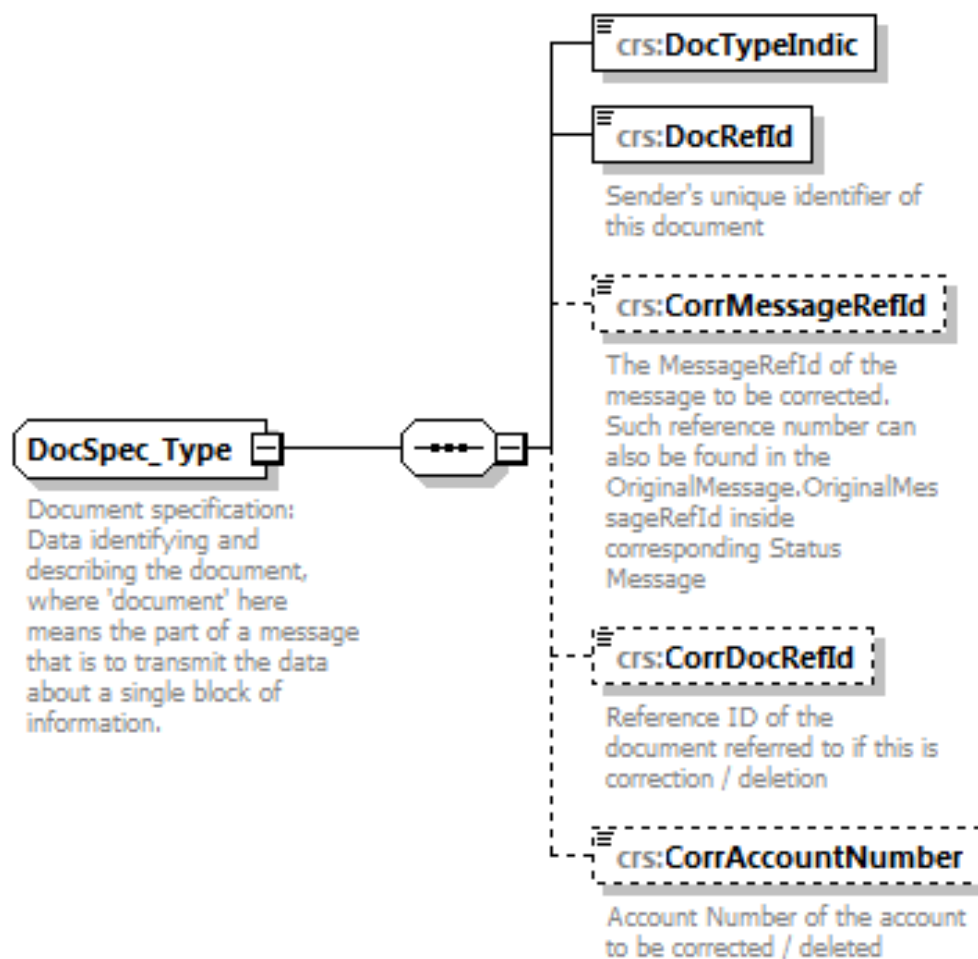 crs:DocTypeIndic
crs:DocRefId
Sender's unique identifier of
this document
crs:CorrMessageRefId
The MessageRefId of the
message to be corrected.
Such reference number can
also be found in the
OriginalMessage.OriginalMes
sageRefId inside
corresponding Status
Message
DocSpec_Type
Document specification:
Data identifying and
describing the document,
where 'document' here
means the part of a message
that is to transmit the data
about a single block of
information.
crs:CorrDocRefId
Reference ID of the
document referred to if this is
correction / deletion
crs:CorrAccountNumber
Account Number of the account
to be corrected / deleted